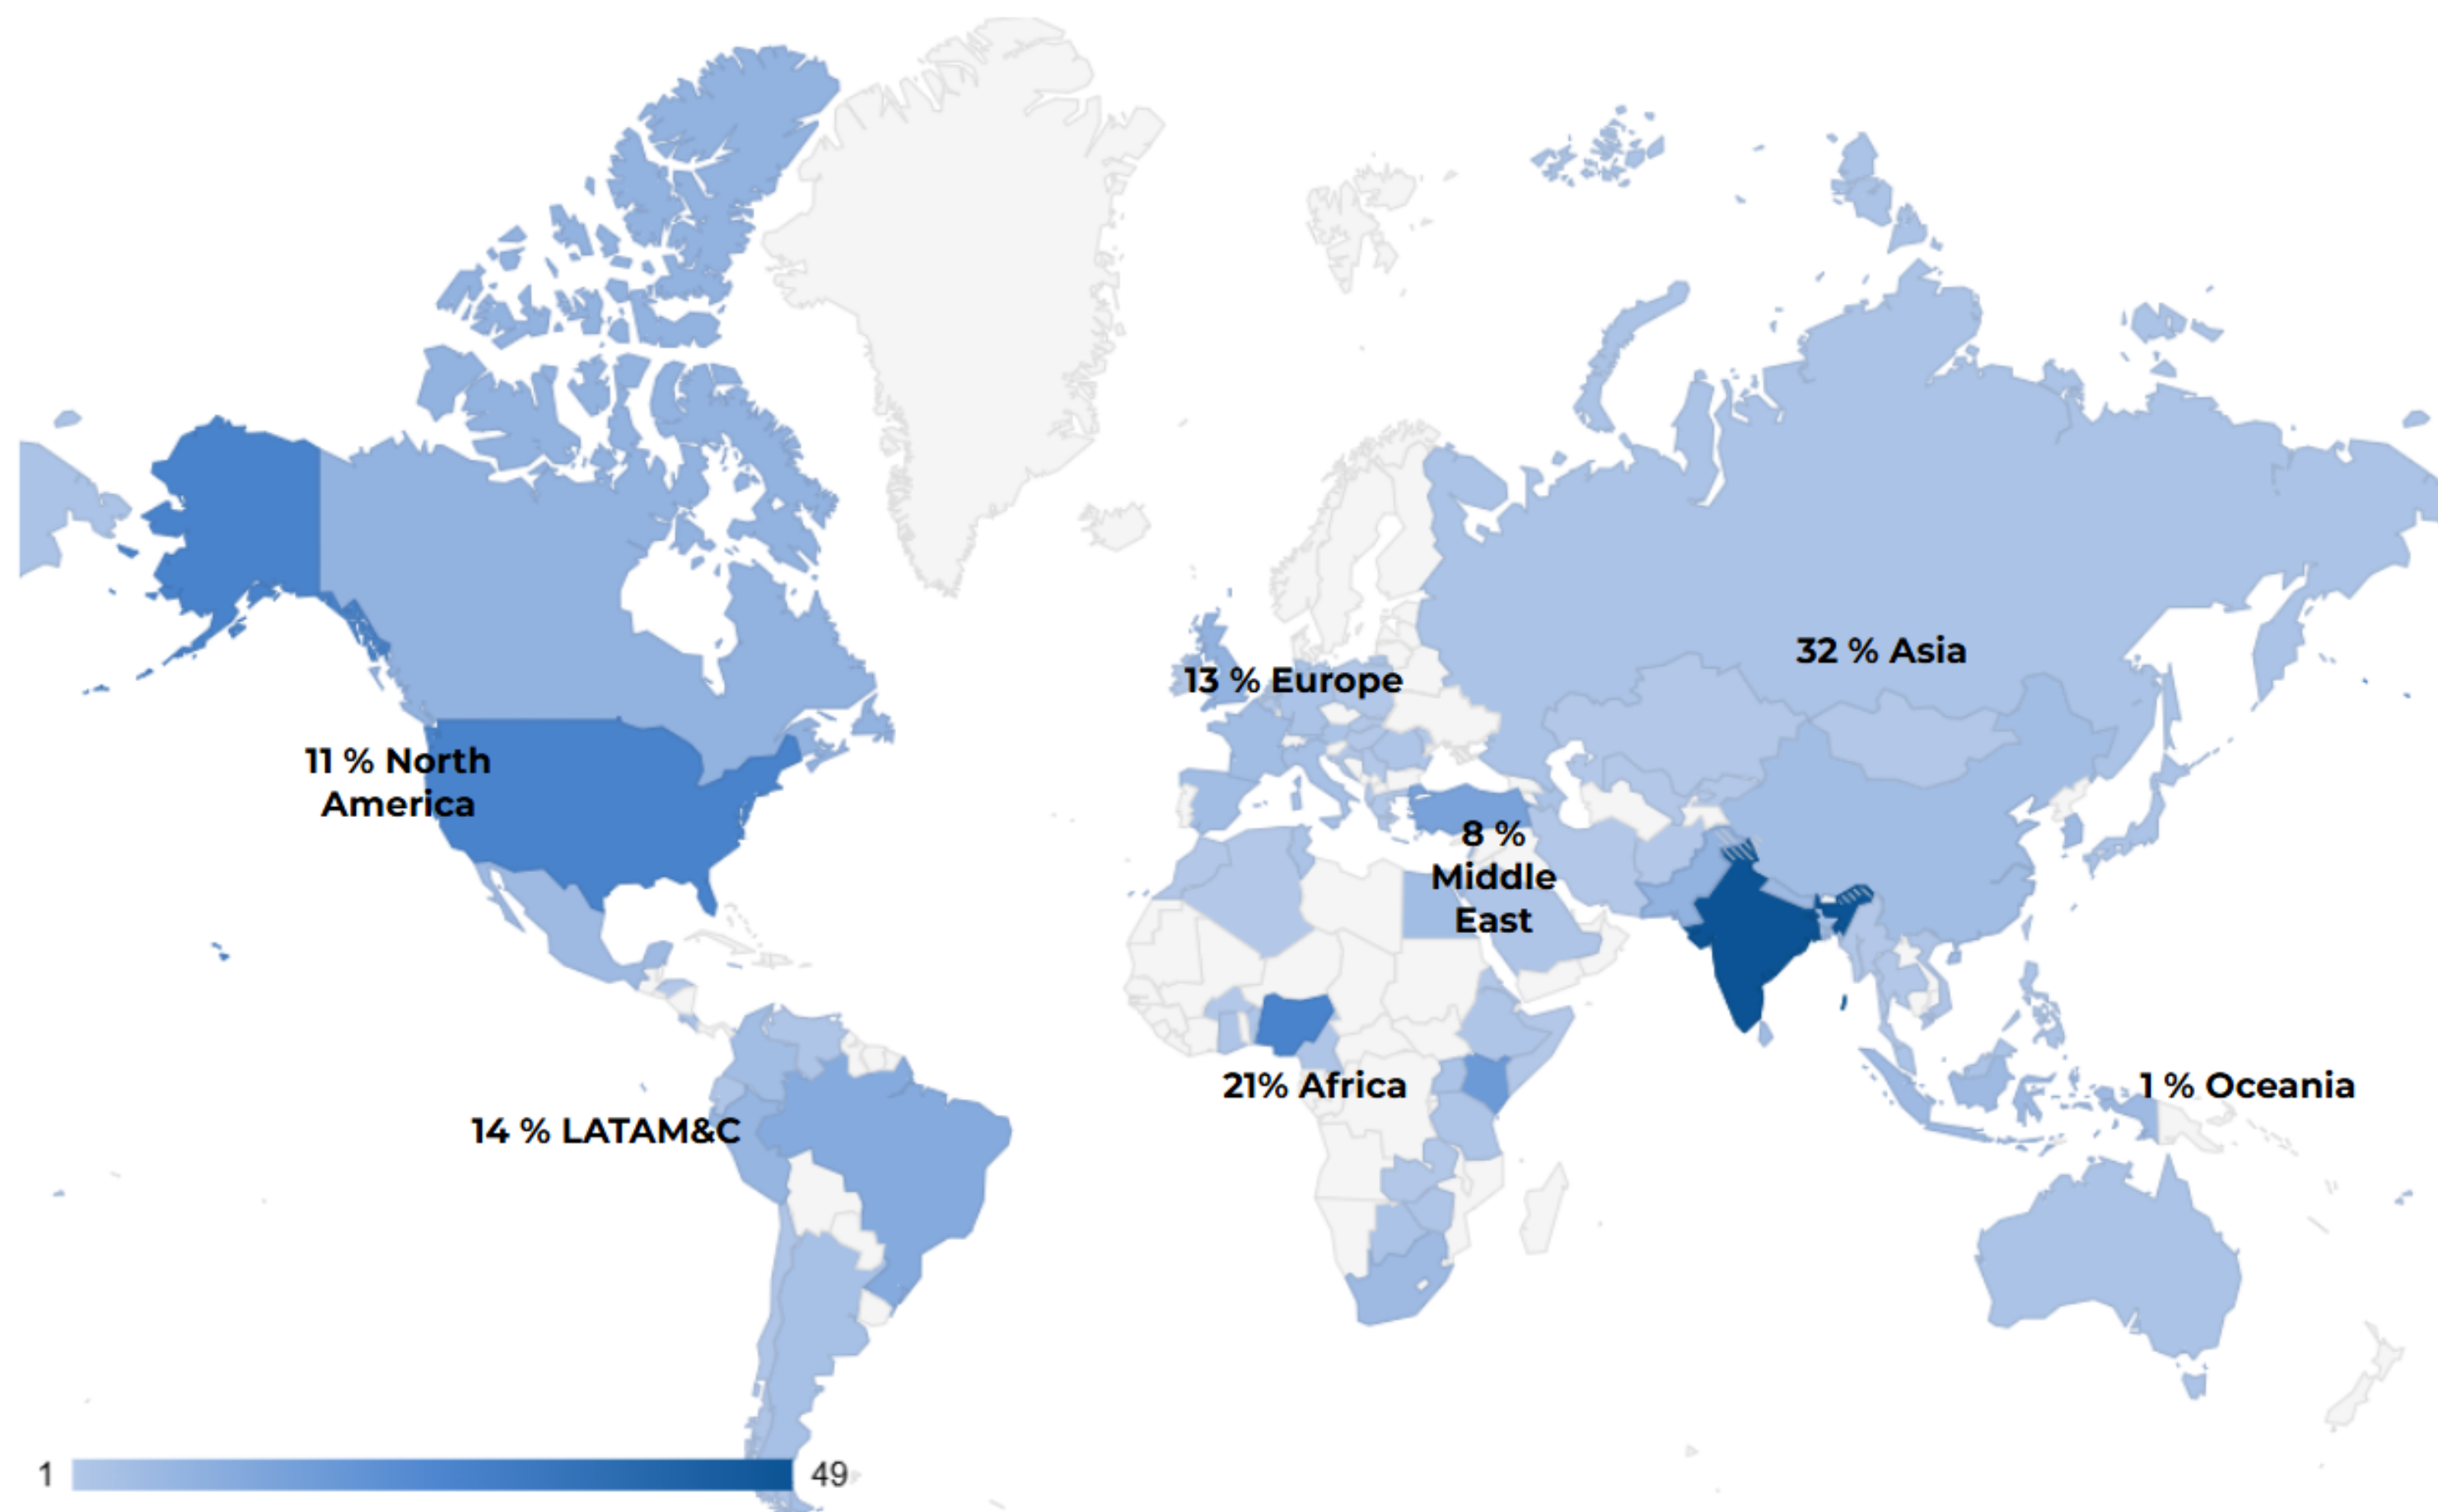 32 % Asia
13 % Europe
11 % North
America
8 %
Middle
East
21% Africa
1 % Oceania
14 % LATAM&C
1
49